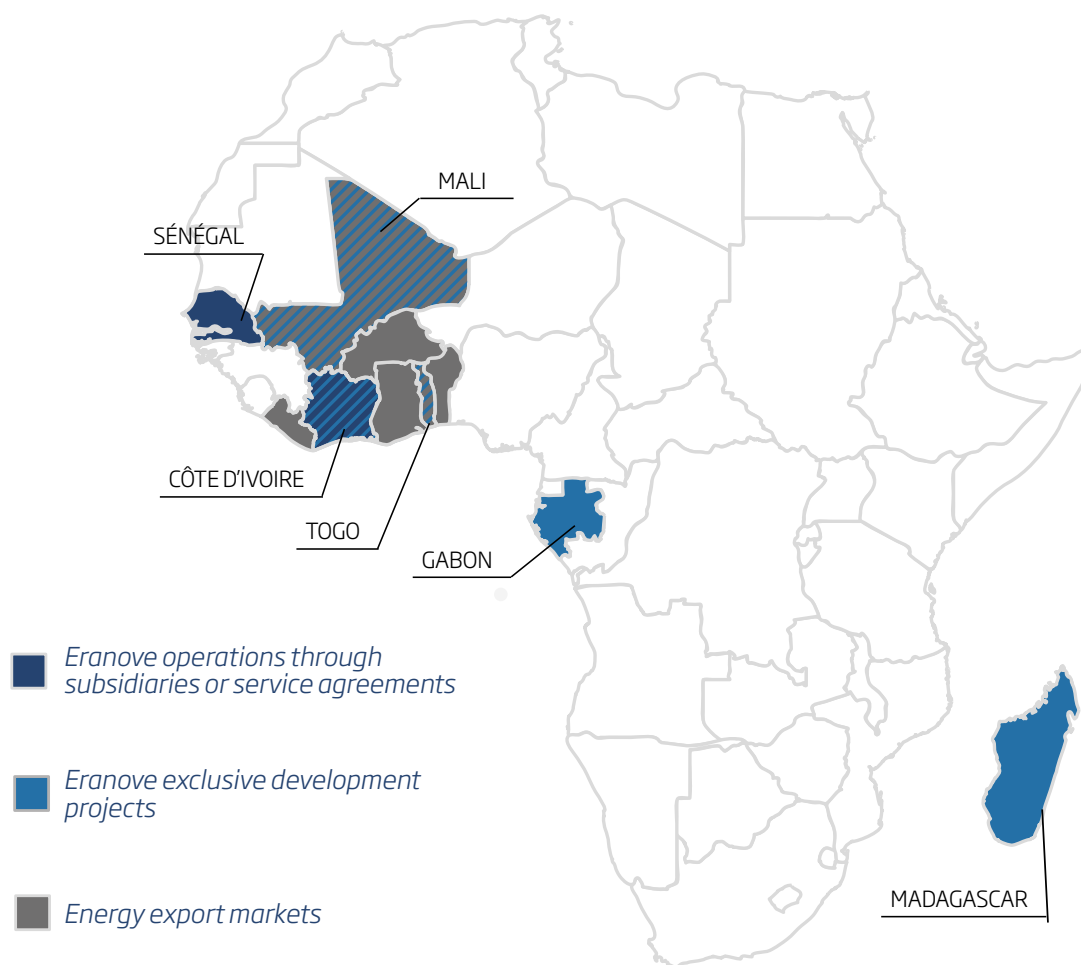 MALI
SÉNÉGAL
CÔTE D'IVOIRE
TOGO
GABON
Eranove operations through
subsidiaries or service agreements
Eranove exclusive development
projects
MADAGASCAR
Energy export markets